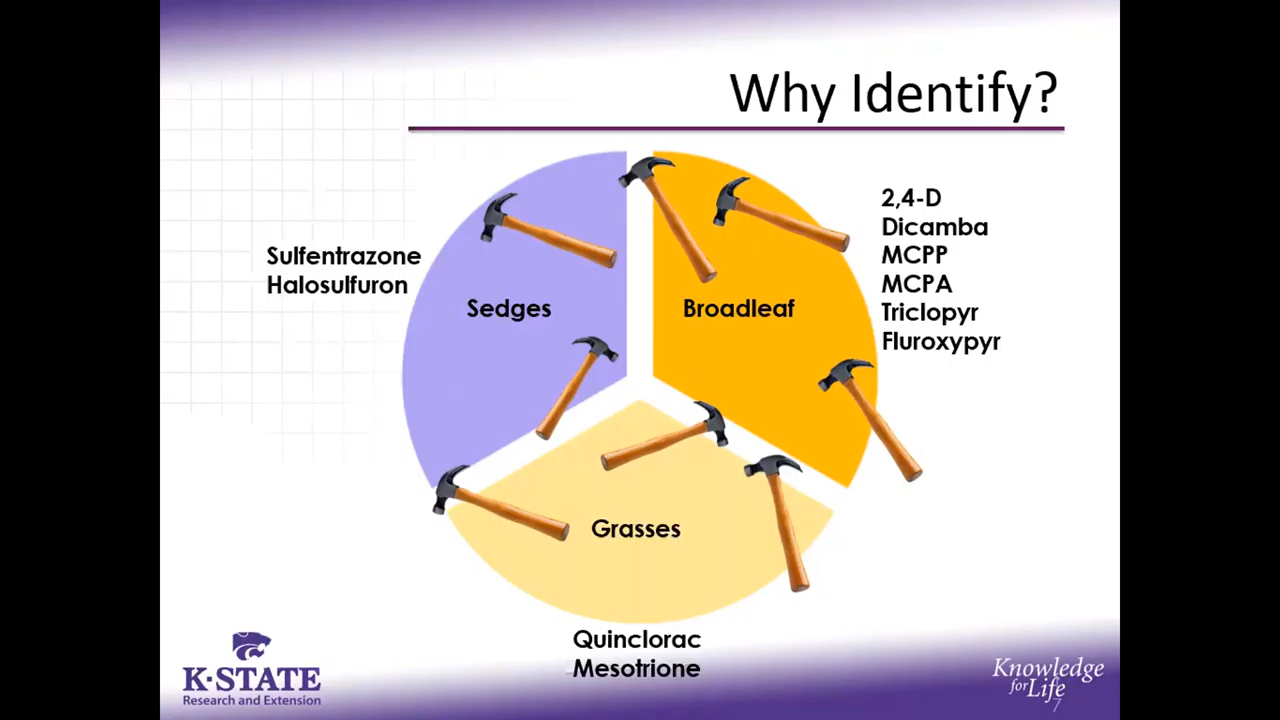 Why Identify?
Sulfentrazone
Halosulfuron
Sedges
Broadleaf
2,4-D
Dicamba
MCPP
MCPA
Triclopyr
Fluroxypyr
Grasses
Quinclorac
Mesotrione
K-STATE
Research and Extension
Knowledge
for Life
7